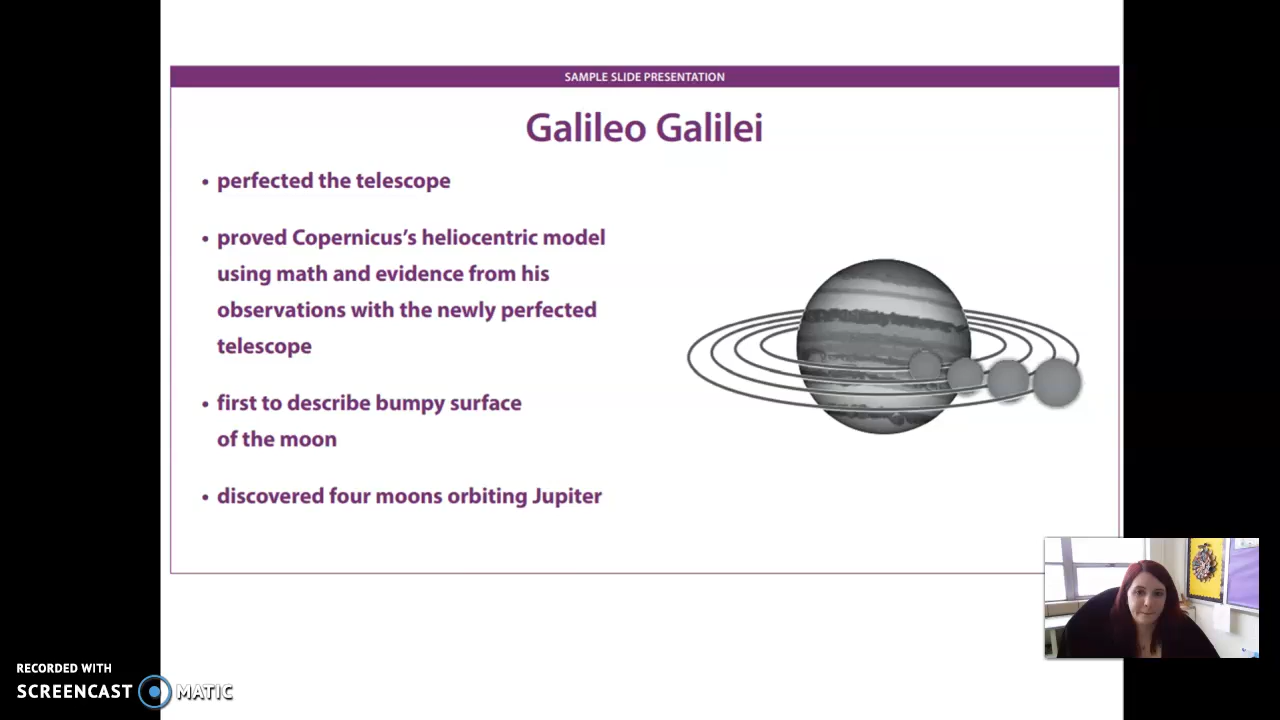 SAMPLE SLIDE PRESENTATION
Galileo Galilei
• perfected the telescope
• proved Copernicus's heliocentric model
using math and evidence from his
observations with the newly perfected
telescope
• first to describe bumpy surface
of the moon
• discovered four moons orbiting Jupiter
RECORDED WITH
SCREENCAST MATIC